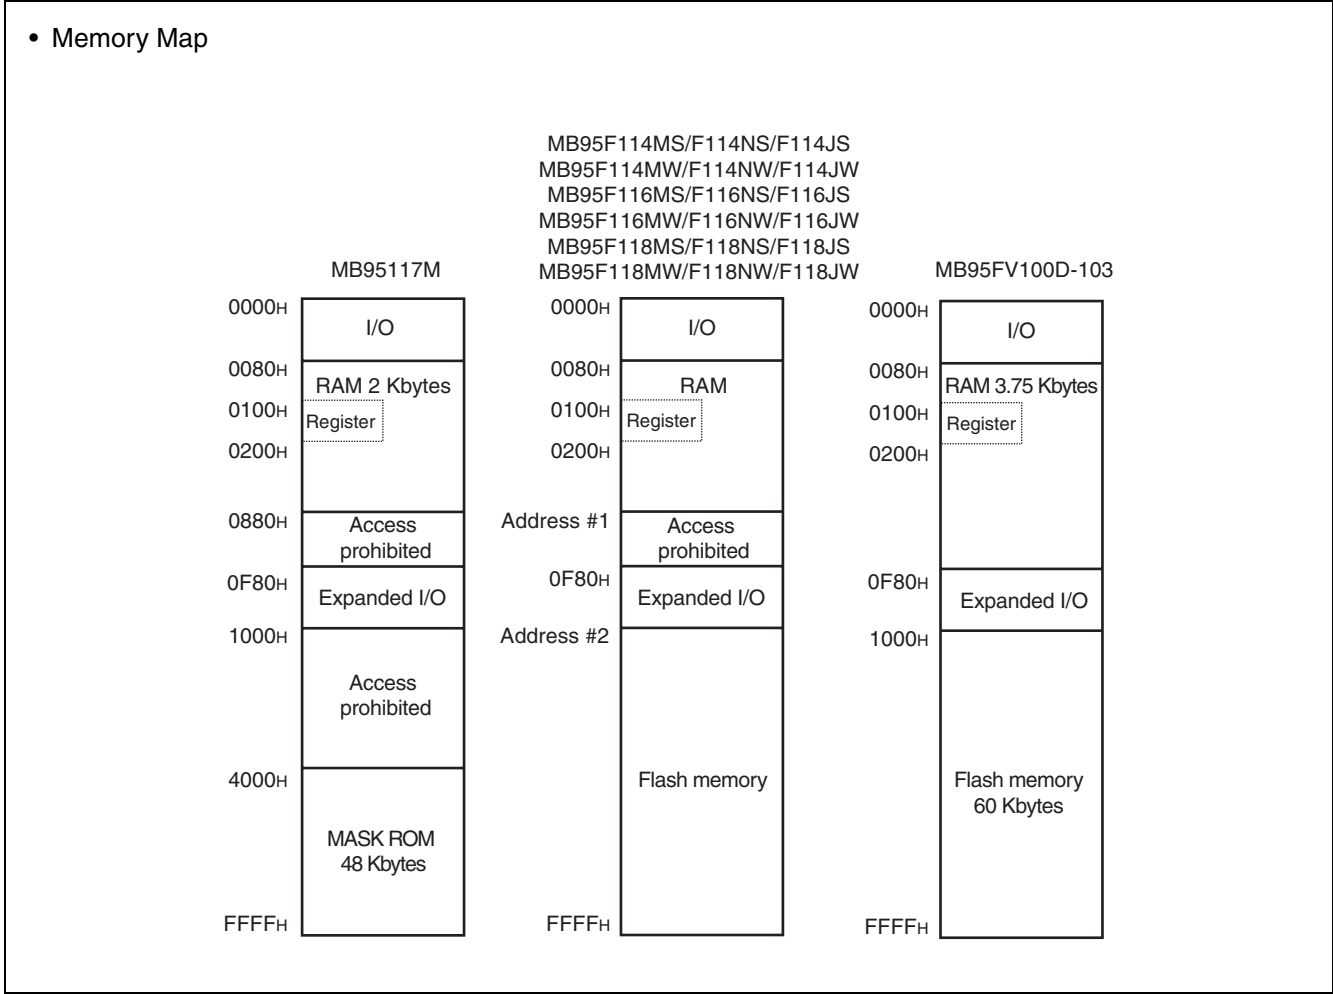 • Memory Map
MB95F114MS/F114NS/F114JS
MB95F114MW/F114NW/F114JW
MB95F116MS/F116NS/F116JS
MB95F116MW/F116NW/F116JW
MB95F118MS/F118NS/F118JS
MB95F118MW/F118NW/F118JW
MB95117M
MB95FV100D-103
0000H
I/O
0080H
RAM 2 Kbytes
0100H
Register
0200H
0880H
Access
prohibited
0F80H
Expanded I/O
1000H
Access
prohibited
4000H
MASK ROM
48 Kbytes
FFFFH
0000H
I/O
0080H
RAM
0100H
Register
0200H
Address #1
Access
prohibited
0F80H
Expanded I/O
Address #2
Flash memory
FFFFH
0000H
I/O
0080H
RAM 3.75 Kbytes
0100H
Register
0200H
0F80H
Expanded I/O
1000H
Flash memory
60 Kbytes
FFFFH